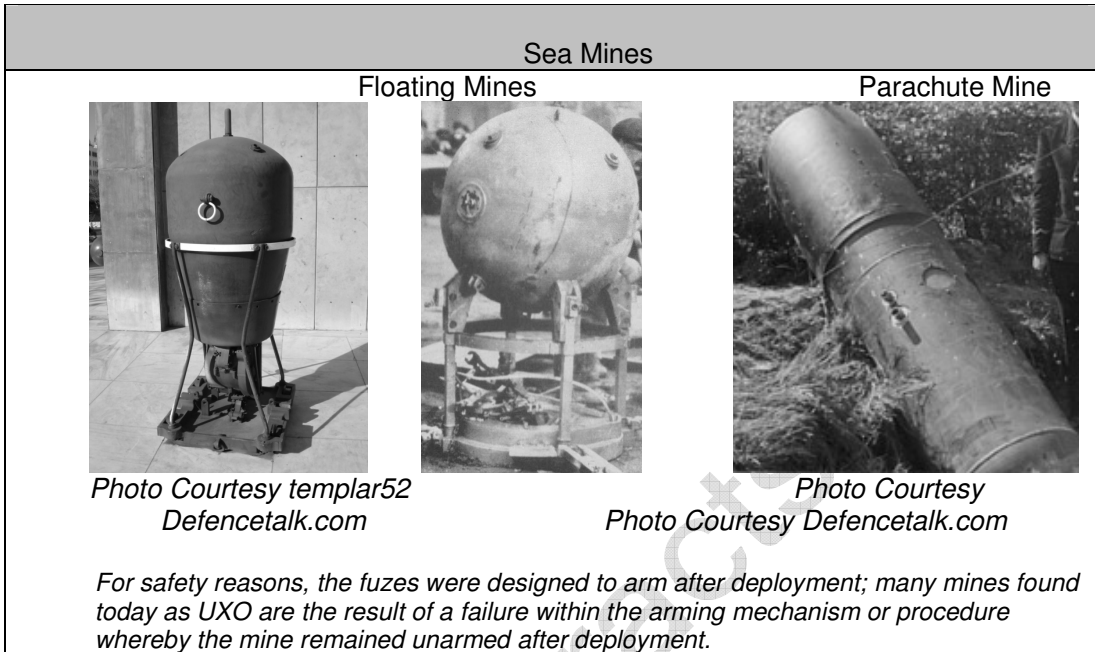 Sea Mines
Floating Mines
Parachute Mine
Photo Courtesy templar52
Defencetalk.com
Photo Courtesy
Photo Courtesy Defencetalk.com
For safety reasons, the fuzes were designed to arm after deployment; many mines found
today as UXO are the result of a failure within the arming mechanism or procedure
whereby the mine remained unarmed after deployment.